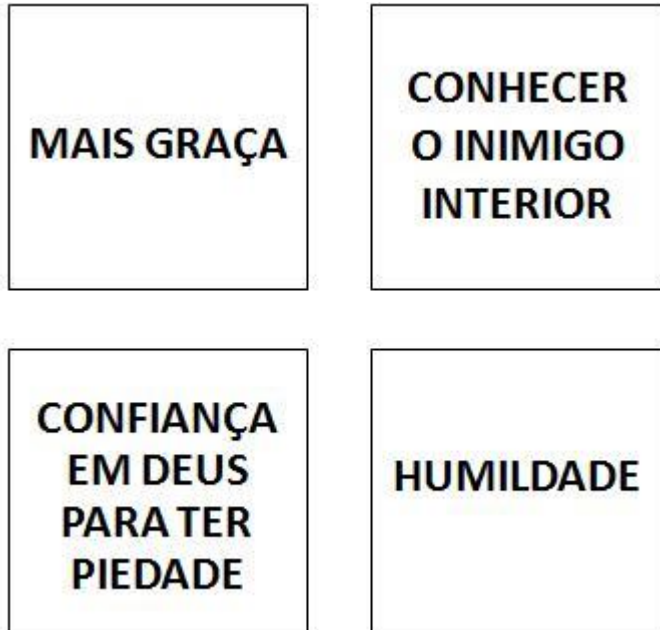 MAIS GRAÇA
CONHECER
O INIMIGO
INTERIOR
CONFIANÇA
EM DEUS
PARA TER
PIEDADE
HUMILDADE